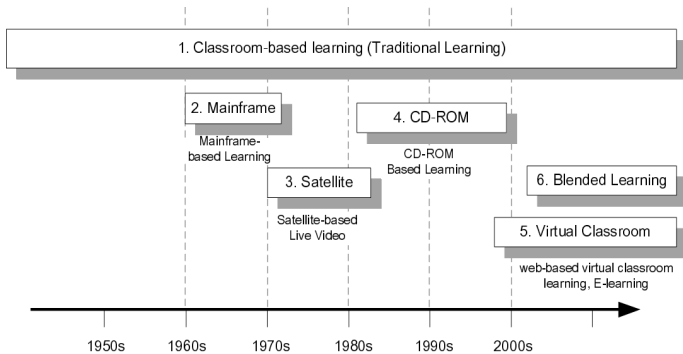 1. Classroom-based learning (Traditional Learning)
2. Mainframe
Mainframe-
based Learning
4. CD-ROM
CD-ROM
Based Learning
3. Satellite
Satellite-based
Live Video
6. Blended Learning
5. Virtual Classroom
web-based virtual classroom
learning, E-learning
1950s 1960s 1970s 1980s 1990s 2000s